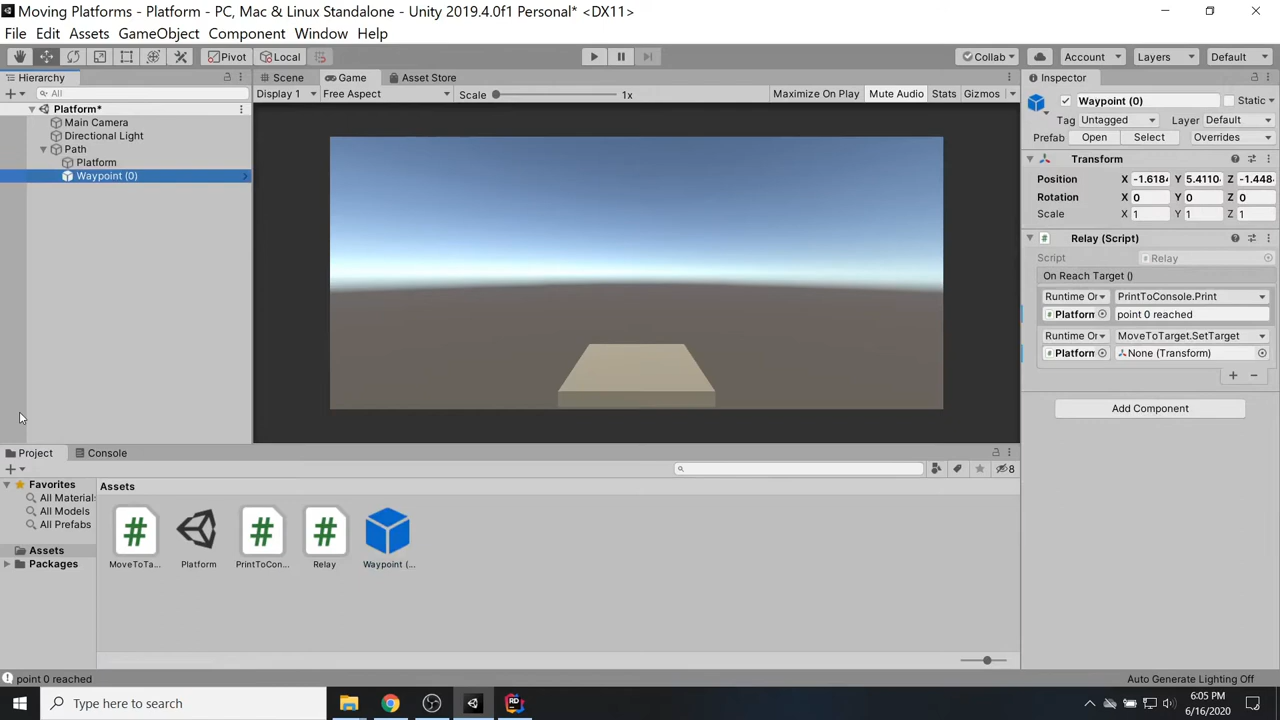 Moving Platforms - Platform - PC, Mac & Linux Standalone - Unity 2019.4.0f1 Personal* <DX11>
File Edit Assets GameObject Component Window Help
Pivot Local Collab Account Layers Default
Hierarchy
All
Platform*
Main Camera
Directional Light
Path
Platform
Waypoint (0)
Scene Game Asset Store
Display 1 Free Aspect Scale 1x Maximize On Play Mute Audio Stats Gizmos
Inspector
Waypoint (0) Static
Tag Untagged Layer Default
Prefab Open Select Overrides
Transform
Position X -1.618 Y 5.4110 Z -1.448
Rotation X 0 Y 0 Z 0
Scale X 1 Y 1 Z 1
# Relay (Script)
Script # Relay
On Reach Target ()
Runtime Or PrintToConsole.Print
# Platform point 0 reached
Runtime Or MoveToTarget.SetTarget
# Platform None (Transform)
+ -
Add Component
Project Console
8
Favorites
All Materials
All Models
All Prefabs
Assets
Packages
Assets
# # #
MoveToTa...
Platform
PrintToCon...
Relay
Waypoint (...
point 0 reached
Auto Generate Lighting Off
Type here to search
RD
6:05 PM
6/16/2020